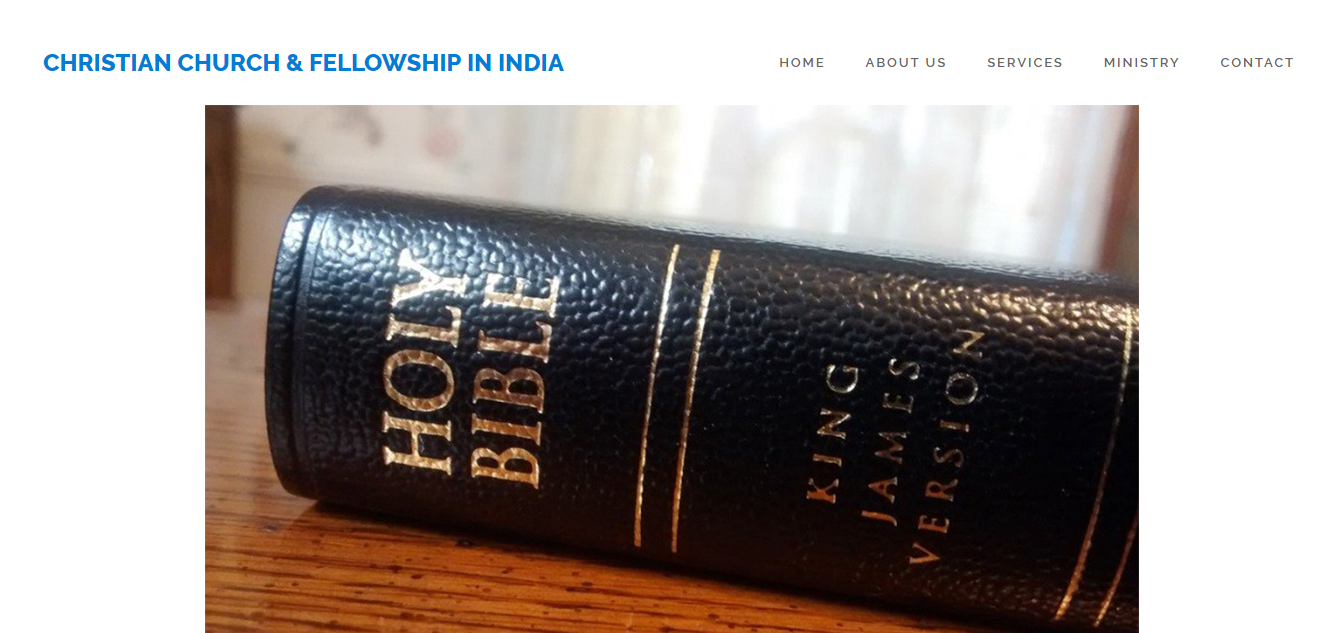 CHRISTIAN CHURCH & FELLOWSHIP IN INDIA
HOME ABOUT US SERVICES MINISTRY CONTACT
HOLY
BIBLE
KING
JAMES
VERSION